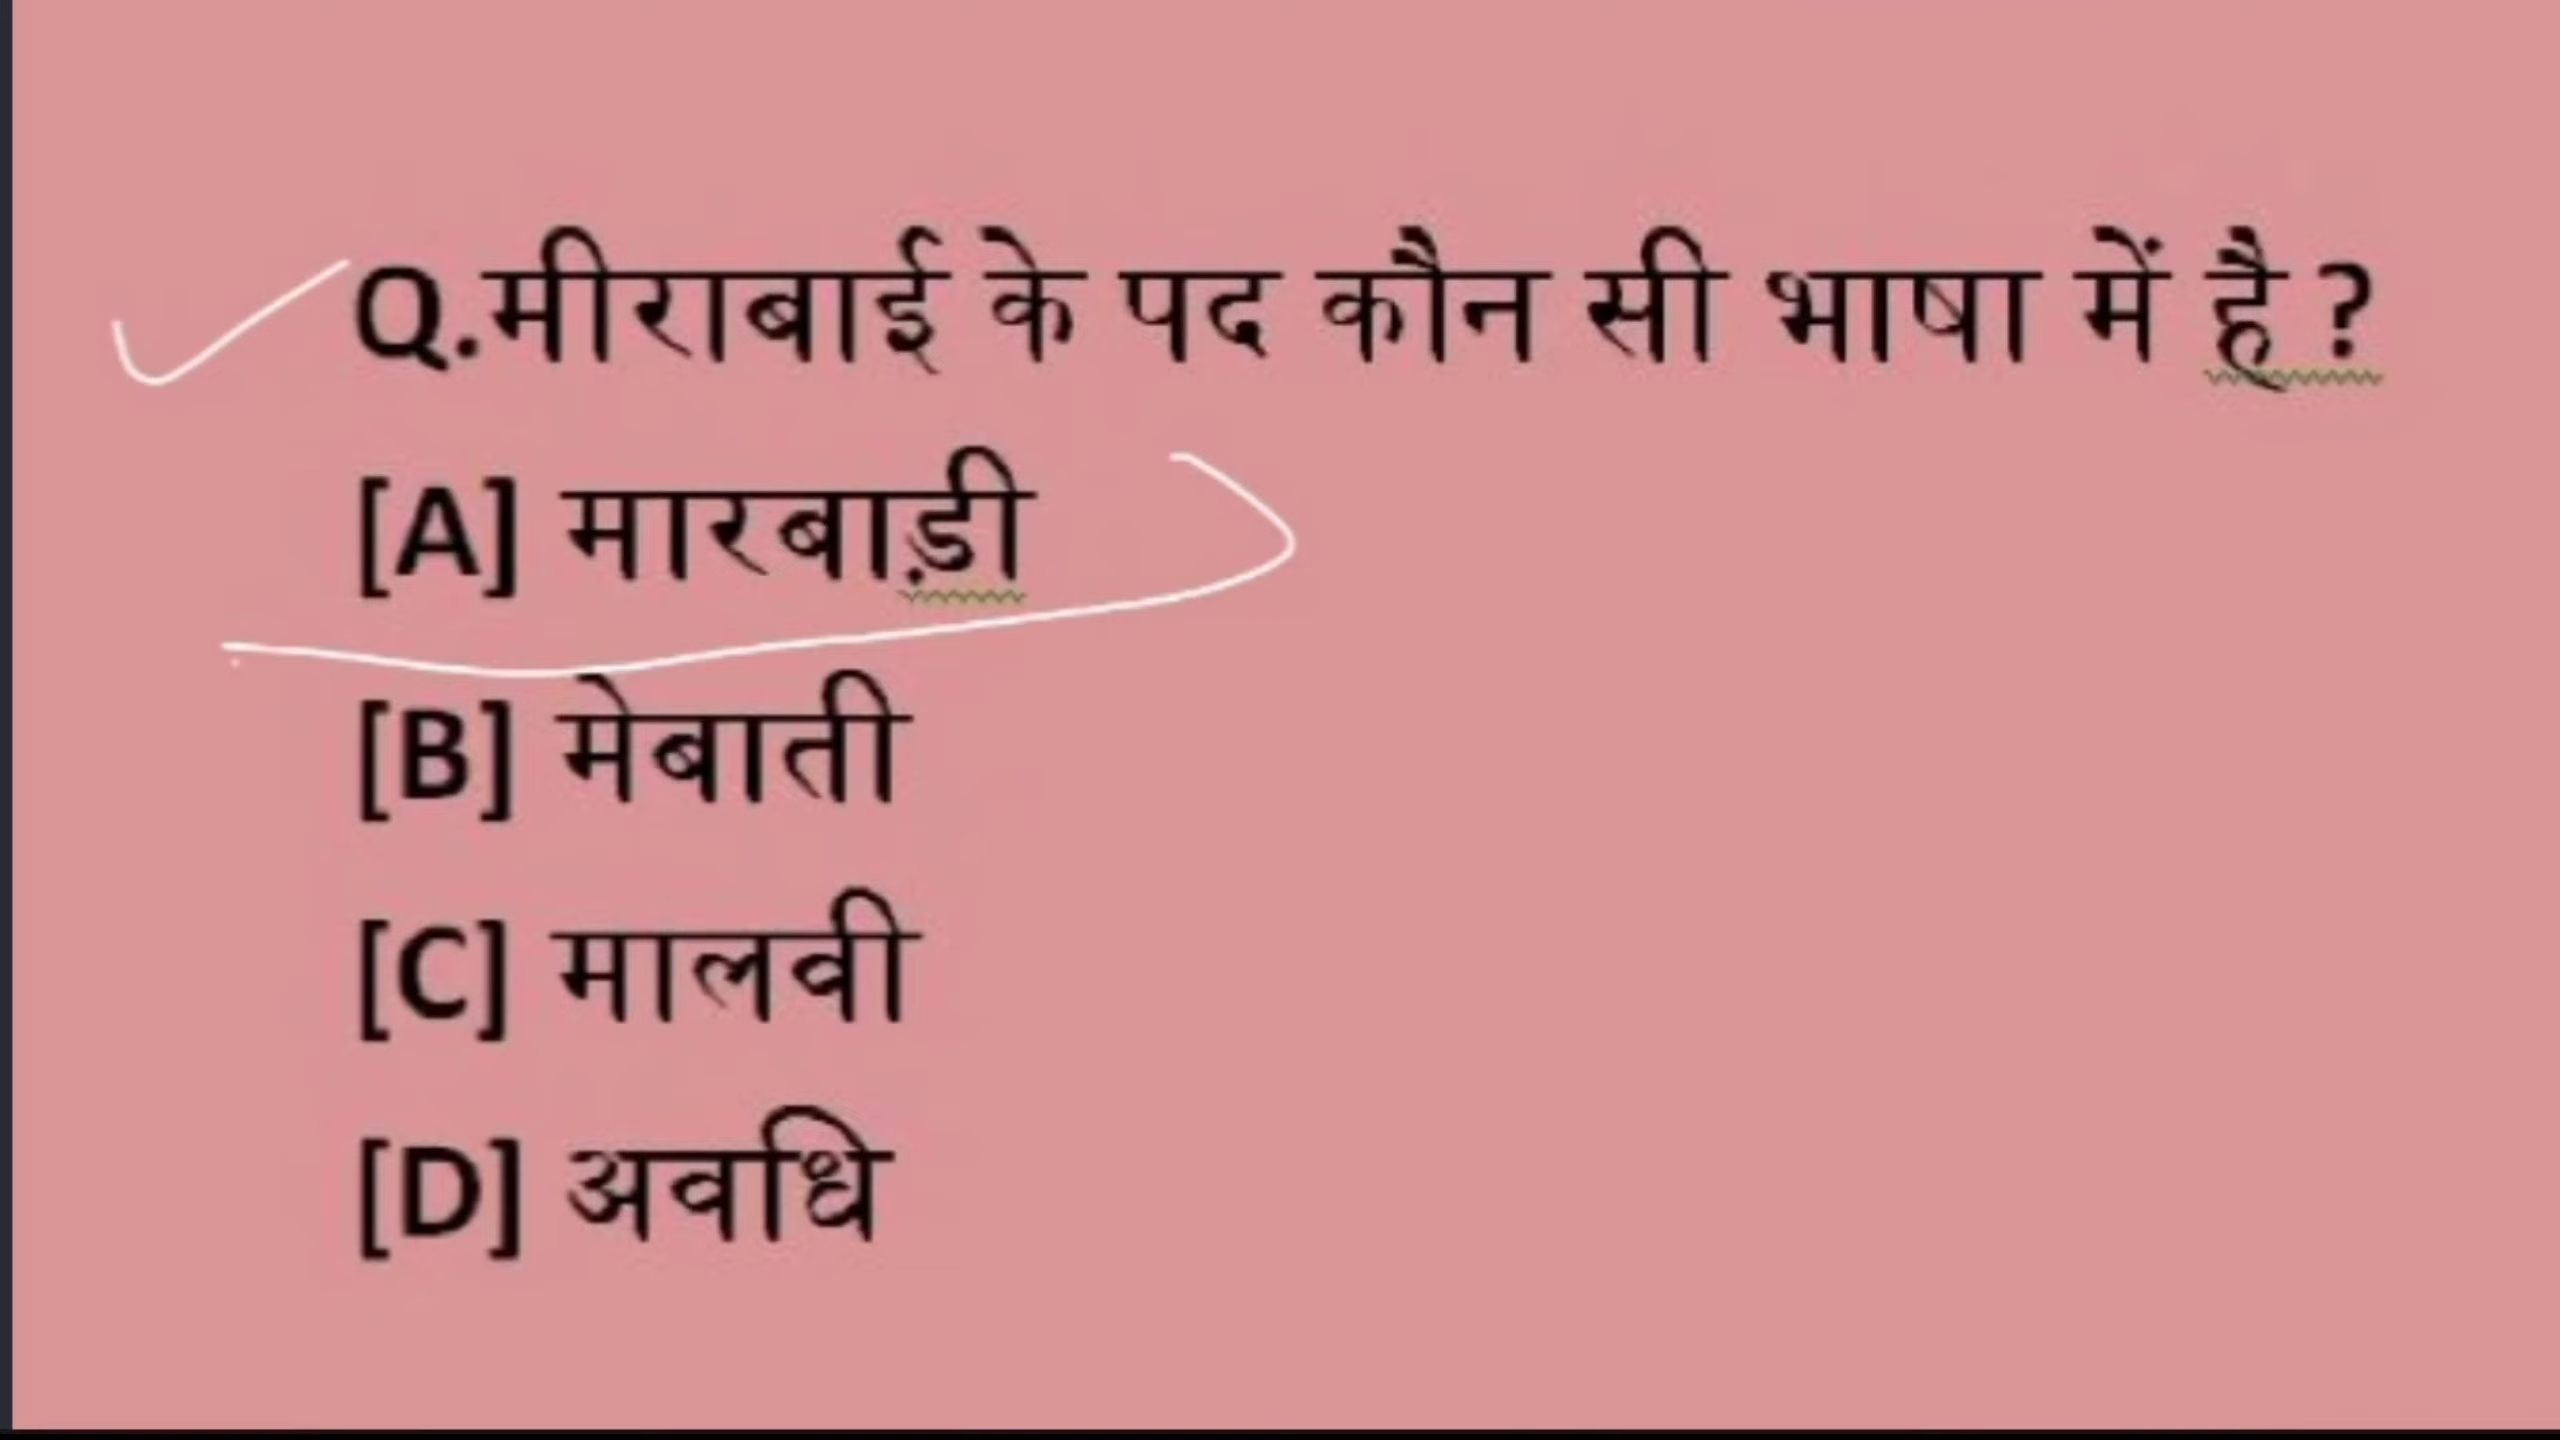 Q.मीराबाई के पद कौन सी भाषा में है ?
[A] मारबाड़ी
[B] मेबाती
[C] मालवी
[D] अवधि